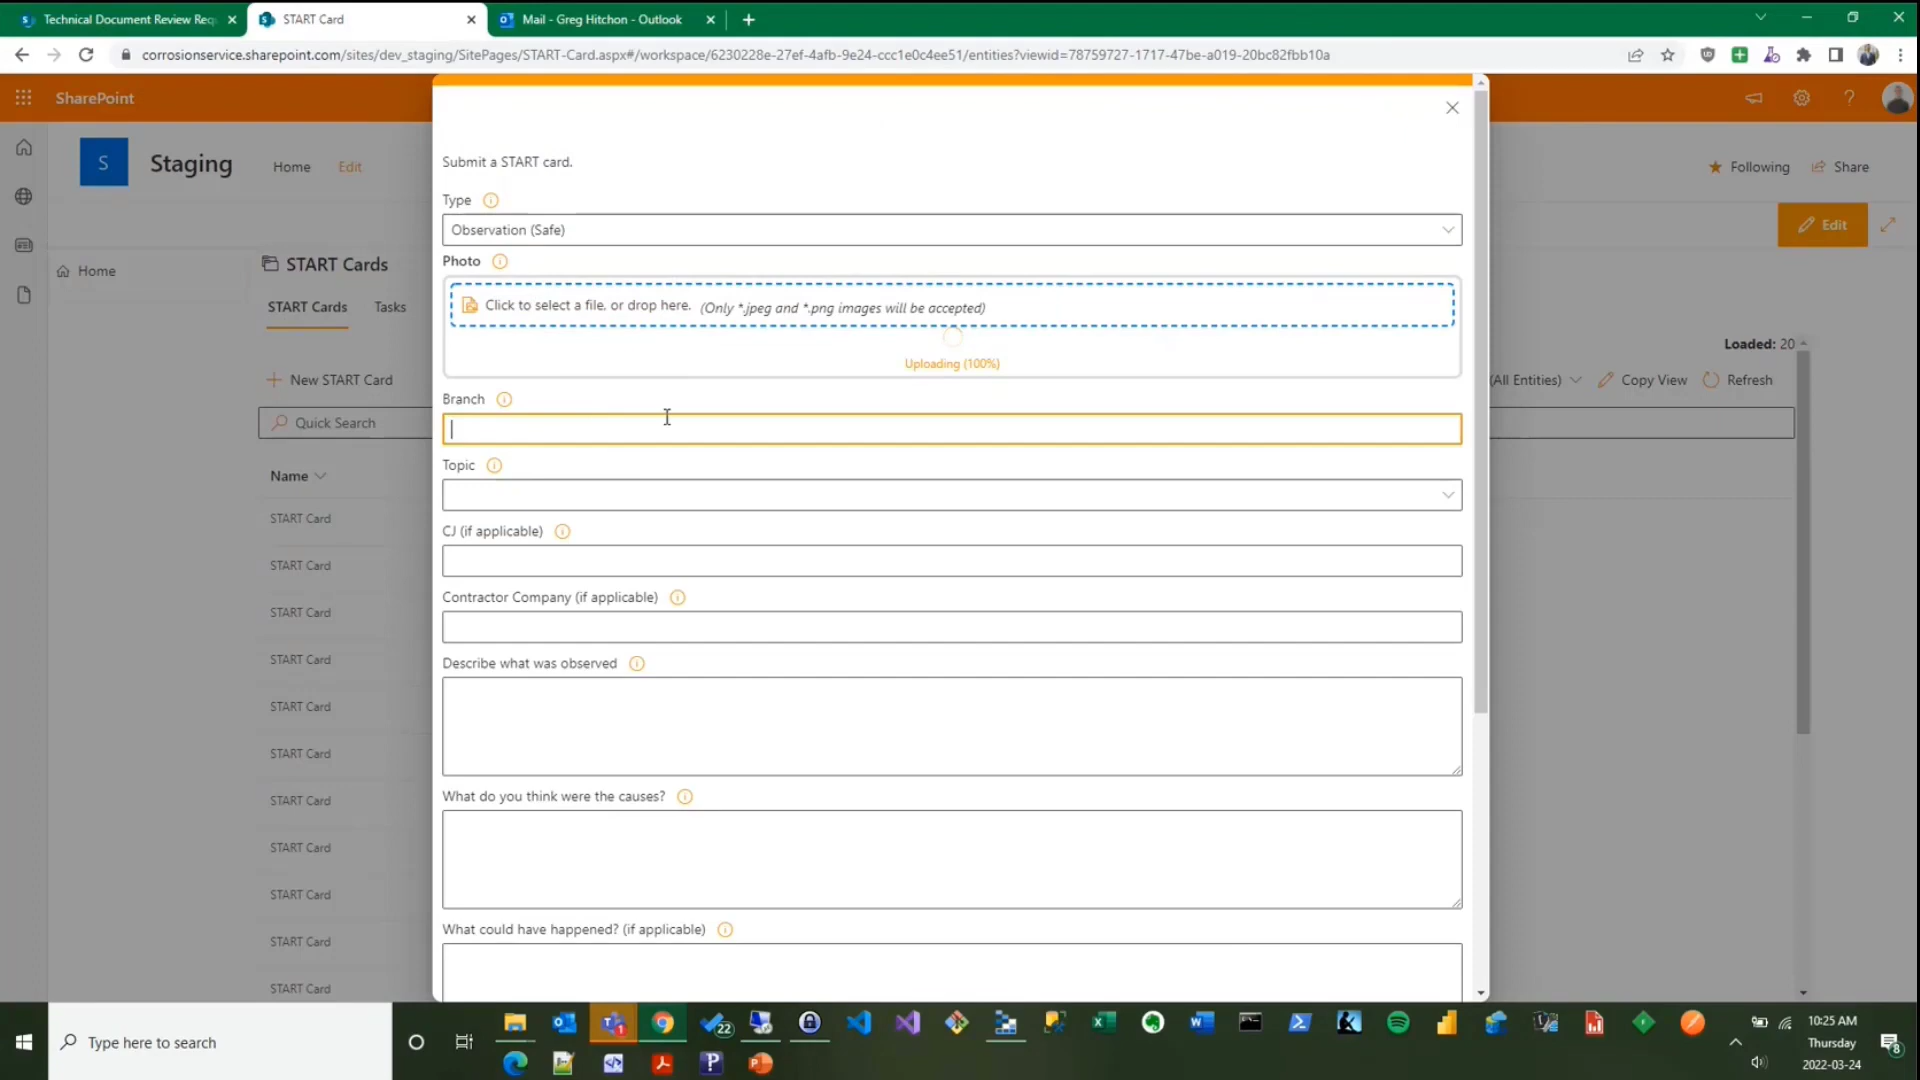 Technical Document Review Req
START Card
Mail - Greg Hitchon - Outlook
corrosionservice.sharepoint.com/sites/dev_staging/SitePages/START-Card.aspx#/workspace/6230228e-27ef-4afb-9e24-ccc1e0c4ee51/entities?viewid=78759727-1717-47be-a019-20bc82fbb10a
SharePoint
S Staging Home Edit
Following Share
Edit
Home
START Cards
START Cards Tasks
Loaded: 20
New START Card
(All Entities) Copy View Refresh
Quick Search
Name
START Card
START Card
START Card
START Card
START Card
START Card
START Card
START Card
START Card
START Card
START Card
Submit a START card.
Type
Observation (Safe)
Photo
Click to select a file, or drop here. (Only *.jpeg and *.png images will be accepted)
Uploading (100%)
Branch
Topic
CJ (if applicable)
Contractor Company (if applicable)
Describe what was observed
What do you think were the causes?
What could have happened? (if applicable)
Type here to search
22
10:25 AM
Thursday
2022-03-24
8